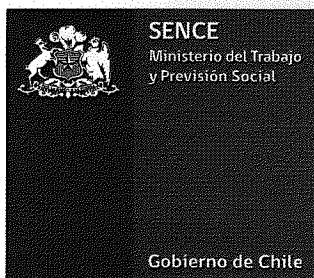 SENCE
Ministerio del Trabajo
y Previsión Social
Gobierno de Chile